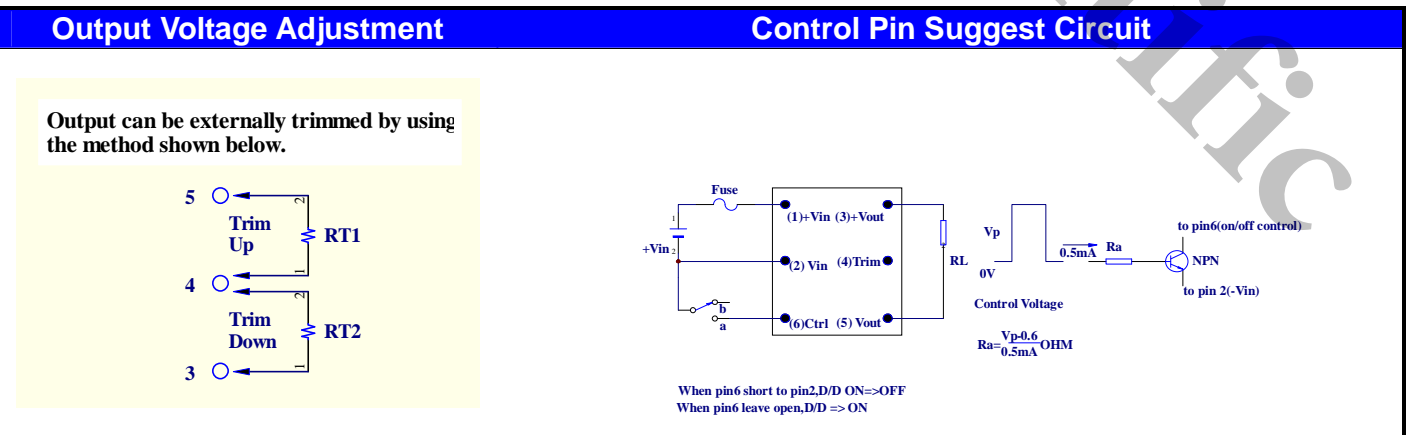 Output Voltage Adjustment
Control Pin Suggest Circuit
Output can be externally trimmed by using
the method shown below.
5
2
Trim
Up
RT1
1
4
2
Trim
Down
RT2
1
3
Fuse
1
+Vin
2
(1)+Vin (3)+Vout
(2) Vin (4)Trim
(6)Ctrl (5) Vout
b
a
RL
Vp
0V
0.5mA
Ra
to pin6(on/off control)
NPN
to pin 2(-Vin)
Control Voltage
Ra=Vp-0.6
0.5mA OHM
When pin6 short to pin2,D/D ON=>OFF
When pin6 leave open,D/D => ON
tific